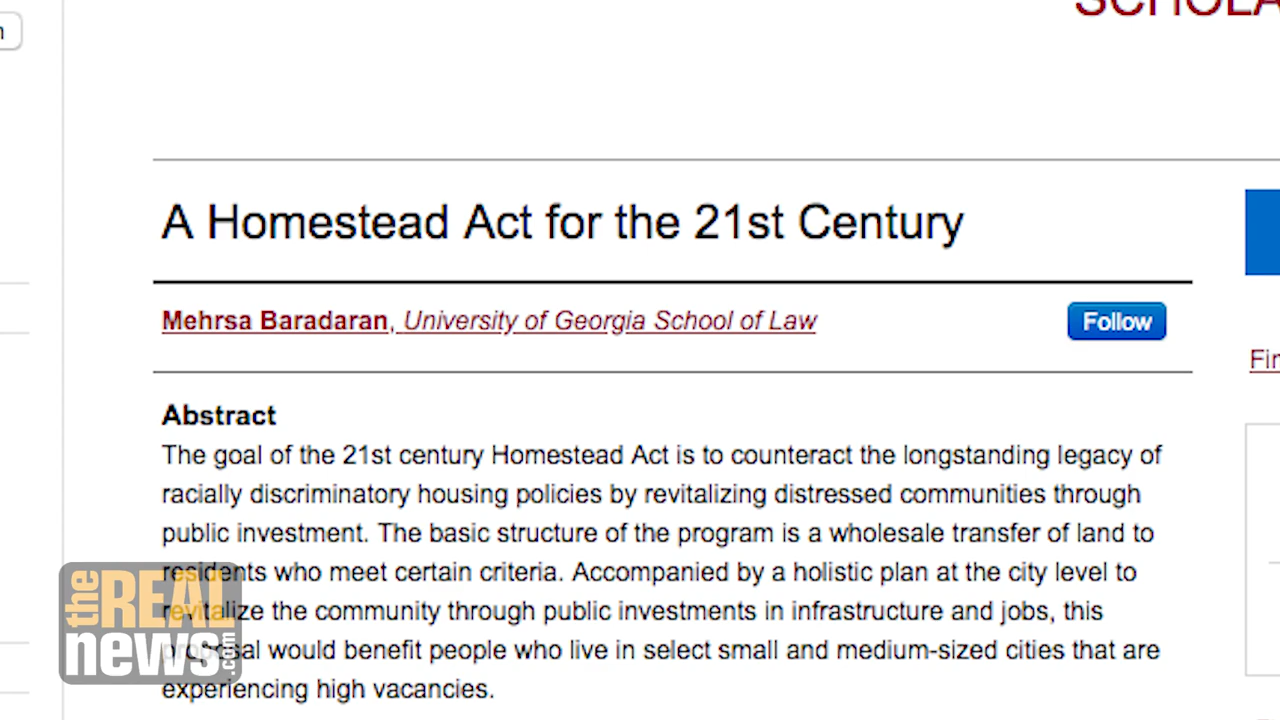 A Homestead Act for the 21st Century
Mehrsa Baradaran, University of Georgia School of Law
Follow
Abstract
The goal of the 21st century Homestead Act is to counteract the longstanding legacy of
racially discriminatory housing policies by revitalizing distressed communities through
public investment. The basic structure of the program is a wholesale transfer of land to
residents who meet certain criteria. Accompanied by a holistic plan at the city level to
revitalize the community through public investments in infrastructure and jobs, this
proposal would benefit people who live in select small and medium-sized cities that are
experiencing high vacancies.
the REAL
news.com